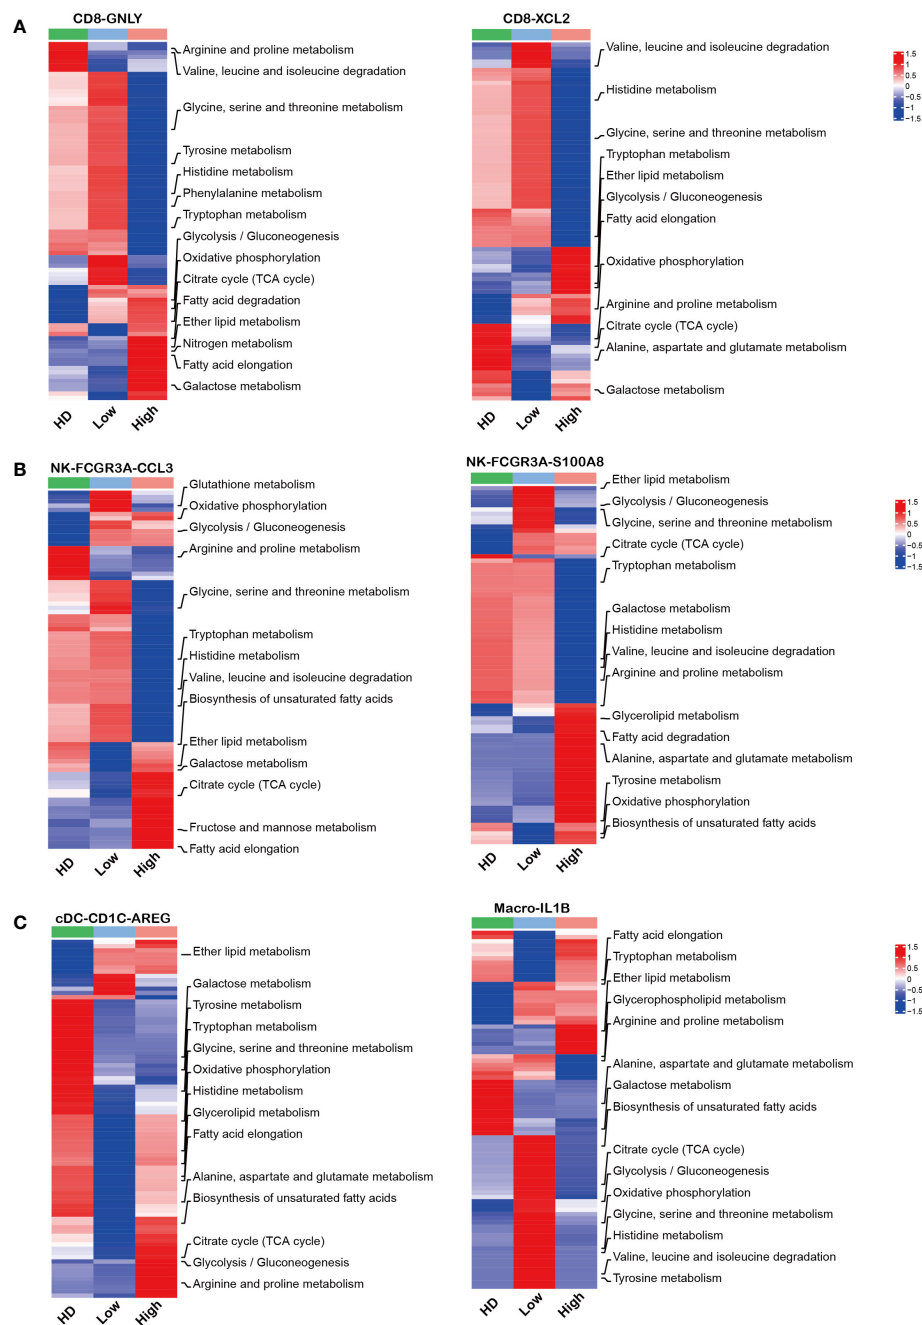 A
CD8-GNLY
Arginine and proline metabolism
Valine, leucine and isoleucine degradation
Glycine, serine and threonine metabolism
Tyrosine metabolism
Histidine metabolism
Phenylalanine metabolism
Tryptophan metabolism
Glycolysis / Gluconeogenesis
Oxidative phosphorylation
Citrate cycle (TCA cycle)
Fatty acid degradation
Ether lipid metabolism
Nitrogen metabolism
Fatty acid elongation
Galactose metabolism
HD
Low
High
CD8-XCL2
Valine, leucine and isoleucine degradation
Histidine metabolism
Glycine, serine and threonine metabolism
Tryptophan metabolism
Ether lipid metabolism
Glycolysis / Gluconeogenesis
Fatty acid elongation
Oxidative phosphorylation
Arginine and proline metabolism
Citrate cycle (TCA cycle)
Alanine, aspartate and glutamate metabolism
Galactose metabolism
HD
Low
High
1.5
1
0.5
0
−0.5
−1
−1.5
B
NK-FCGR3A-CCL3
Glutathione metabolism
Oxidative phosphorylation
Glycolysis / Gluconeogenesis
Arginine and proline metabolism
Glycine, serine and threonine metabolism
Tryptophan metabolism
Histidine metabolism
Valine, leucine and isoleucine degradation
Biosynthesis of unsaturated fatty acids
Ether lipid metabolism
Galactose metabolism
Citrate cycle (TCA cycle)
Fructose and mannose metabolism
Fatty acid elongation
HD
Low
High
NK-FCGR3A-S100A8
Ether lipid metabolism
Glycolysis / Gluconeogenesis
Glycine, serine and threonine metabolism
Citrate cycle (TCA cycle)
Tryptophan metabolism
Galactose metabolism
Histidine metabolism
Valine, leucine and isoleucine degradation
Arginine and proline metabolism
Glycerolipid metabolism
Fatty acid degradation
Alanine, aspartate and glutamate metabolism
Tyrosine metabolism
Oxidative phosphorylation
Biosynthesis of unsaturated fatty acids
HD
Low
High
1.5
1
0.5
0
−0.5
−1
−1.5
C
cDC-CD1C-AREG
Ether lipid metabolism
Galactose metabolism
Tyrosine metabolism
Tryptophan metabolism
Glycine, serine and threonine metabolism
Oxidative phosphorylation
Histidine metabolism
Glycerolipid metabolism
Fatty acid elongation
Alanine, aspartate and glutamate metabolism
Biosynthesis of unsaturated fatty acids
Citrate cycle (TCA cycle)
Glycolysis / Gluconeogenesis
Arginine and proline metabolism
HD
Low
High
Macro-IL1B
Fatty acid elongation
Tryptophan metabolism
Ether lipid metabolism
Glycerophospholipid metabolism
Arginine and proline metabolism
Alanine, aspartate and glutamate metabolism
Galactose metabolism
Biosynthesis of unsaturated fatty acids
Citrate cycle (TCA cycle)
Glycolysis / Gluconeogenesis
Oxidative phosphorylation
Glycine, serine and threonine metabolism
Histidine metabolism
Valine, leucine and isoleucine degradation
Tyrosine metabolism
HD
Low
High
1.5
1
0.5
0
−0.5
−1
−1.5